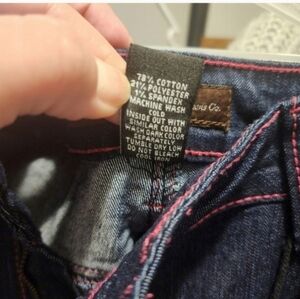 78% COTTON
21% POLYESTER
1% SPANDEX
MACHINE WASH
COLD
INSIDE OUT WITH
SIMILAR COLOR
WASH DARK COLOR
SEPARATELY
TUMBLE DRY LOW
DO NOT BLEACH
COOL IRON
Co.